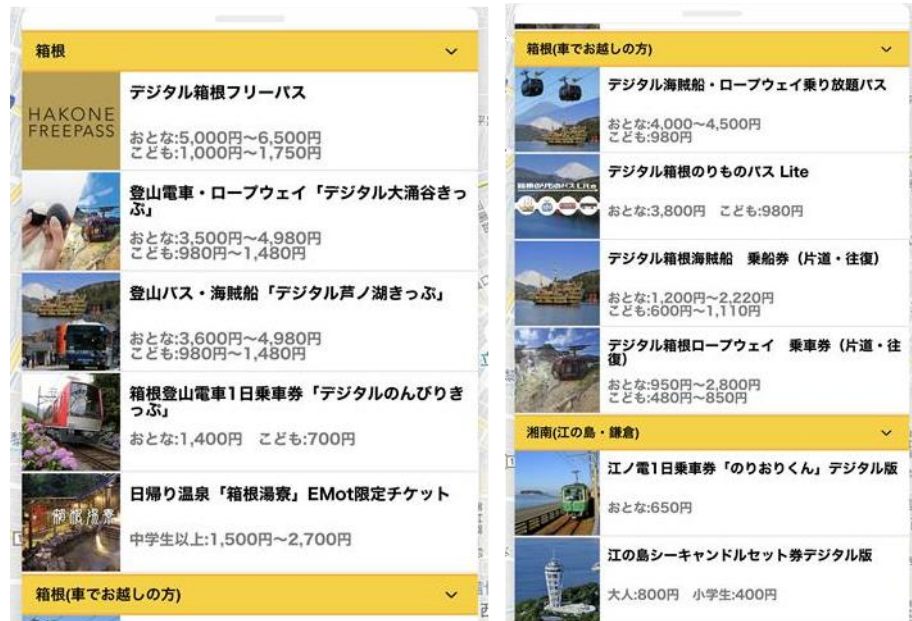 箱根
HAKONE
FREEPASS
デジタル箱根フリーパス
おとな:5,000円〜6,500円
こども:1,000円〜1,750円
登山電車・ロープウェイ「デジタル大涌谷きっ
ぷ」
おとな:3,500円〜4,980円
こども:980円〜1,480円
登山バス・海賊船「デジタル芦ノ湖きっぷ」
おとな:3,600円〜4,980円
こども:980円〜1,480円
箱根登山電車1日乗車券「デジタルのんびりき
っぷ」
おとな:1,400円 こども:700円
箱根湯寮
日帰り温泉「箱根湯寮」EMot限定チケット
中学生以上:1,500円〜2,700円
箱根(車でお越しの方)
箱根(車でお越しの方)
デジタル海賊船・ロープウェイ乗り放題パス
おとな:4,000〜4,500円
こども:980円
箱根のりものパス Lite
デジタル箱根のりものパス Lite
おとな:3,800円 こども:980円
デジタル箱根海賊船 乗船券（片道・往復）
おとな:1,200円〜2,220円
こども:600円〜1,110円
デジタル箱根ロープウェイ 乗車券（片道・往
復）
おとな:950円〜2,800円
こども:480円〜850円
湘南(江の島・鎌倉)
江ノ電1日乗車券「のりおりくん」デジタル版
おとな:650円
江の島シーキャンドルセット券デジタル版
大人:800円 小学生:400円